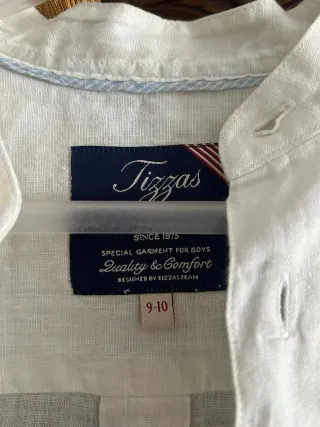 Tizzas
SINCE 1975
SPECIAL GARMENT FOR BOYS
Quality & Comfort
DESIGNED BY TIZZAS TEAM
9-10